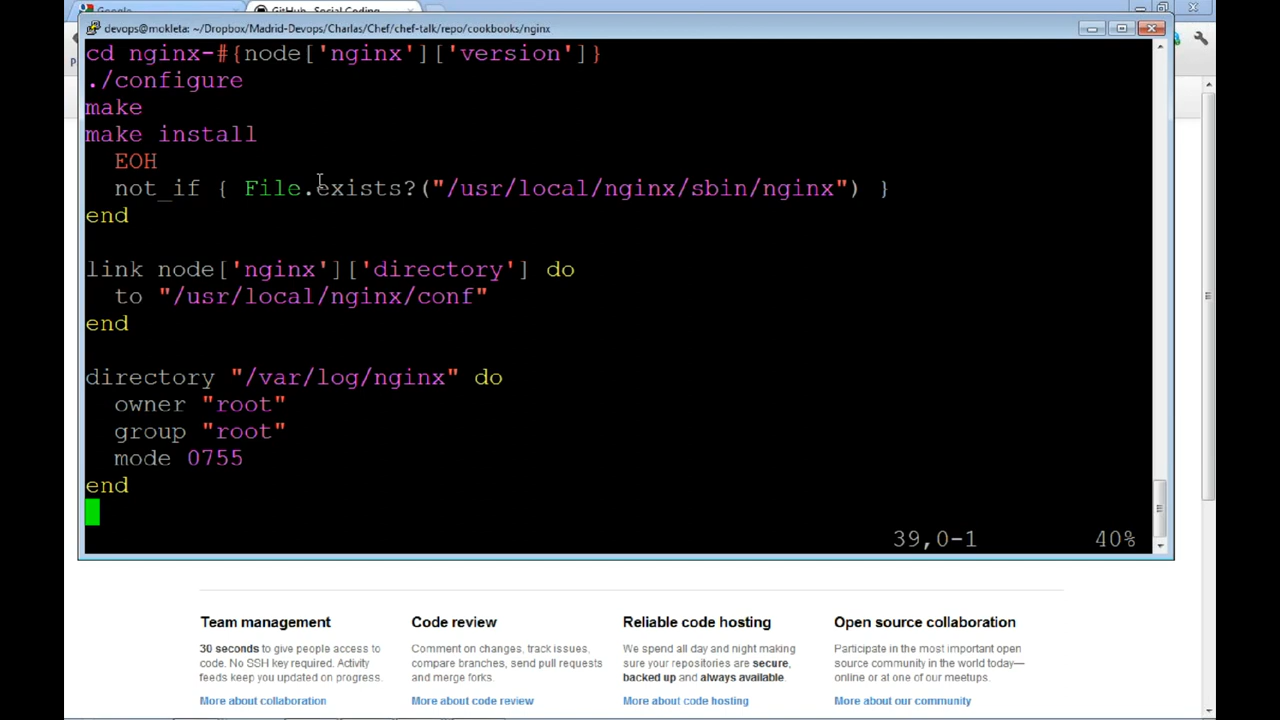 Google
GitHub · Social Coding
devops@mokleta: ~/Dropbox/Madrid-Devops/Charlas/Chef/chef-talk/repo/cookbooks/nginx
cd nginx-#{node['nginx']['version']}
./configure
make
make install
EOH
not_if { File.exists?("/usr/local/nginx/sbin/nginx") }
end
link node['nginx']['directory'] do
to "/usr/local/nginx/conf"
end
directory "/var/log/nginx" do
owner "root"
group "root"
mode 0755
end
39,0-1 40%
Team management
30 seconds to give people access to
code. No SSH key required. Activity
feeds keep you updated on progress.
More about collaboration
Code review
Comment on changes, track issues,
compare branches, send pull requests
and merge forks.
More about code review
Reliable code hosting
We spend all day and night making
sure your repositories are secure,
backed up and always available.
More about code hosting
Open source collaboration
Participate in the most important open
source community in the world today—
online or at one of our meetups.
More about our community